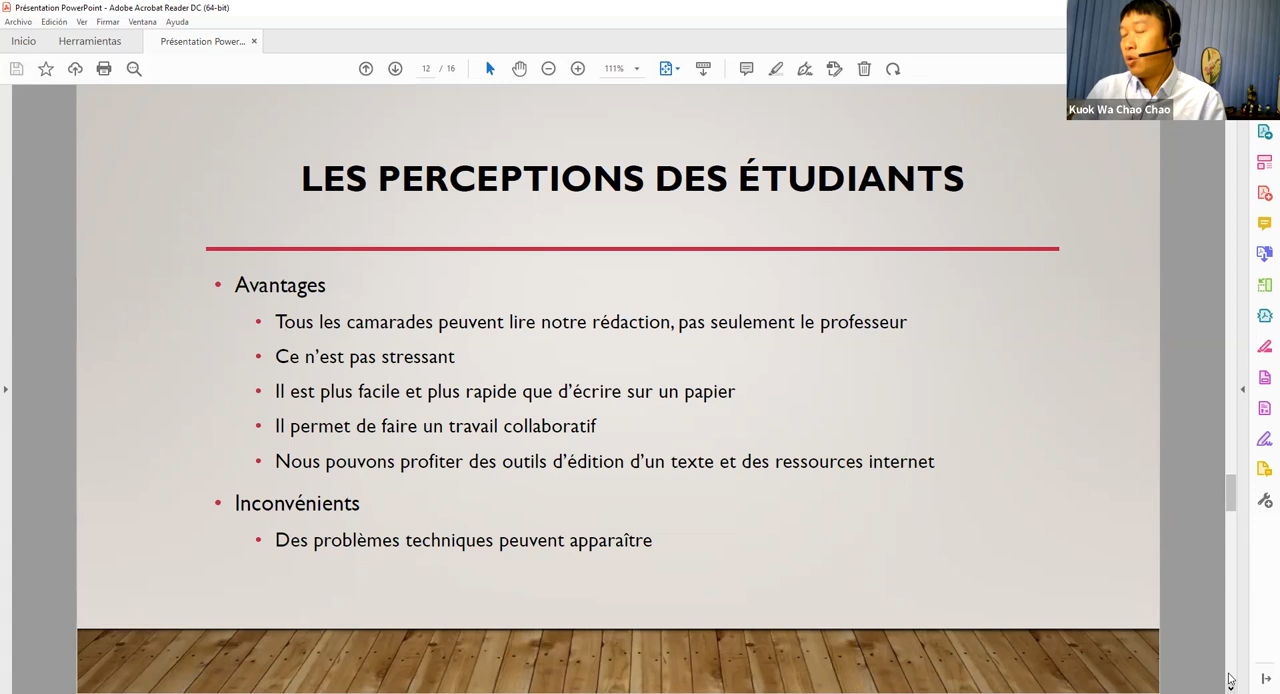 Présentation PowerPoint - Adobe Acrobat Reader DC (64-bit)
Archivo Edición Ver Firmar Ventana Ayuda
Inicio Herramientas Présentation Power... ×
12 / 16 111%
Kuok Wa Chao Chao
LES PERCEPTIONS DES ÉTUDIANTS
• Avantages
• Tous les camarades peuvent lire notre rédaction, pas seulement le professeur
• Ce n’est pas stressant
• Il est plus facile et plus rapide que d’écrire sur un papier
• Il permet de faire un travail collaboratif
• Nous pouvons profiter des outils d’édition d’un texte et des ressources internet
• Inconvénients
• Des problèmes techniques peuvent apparaître